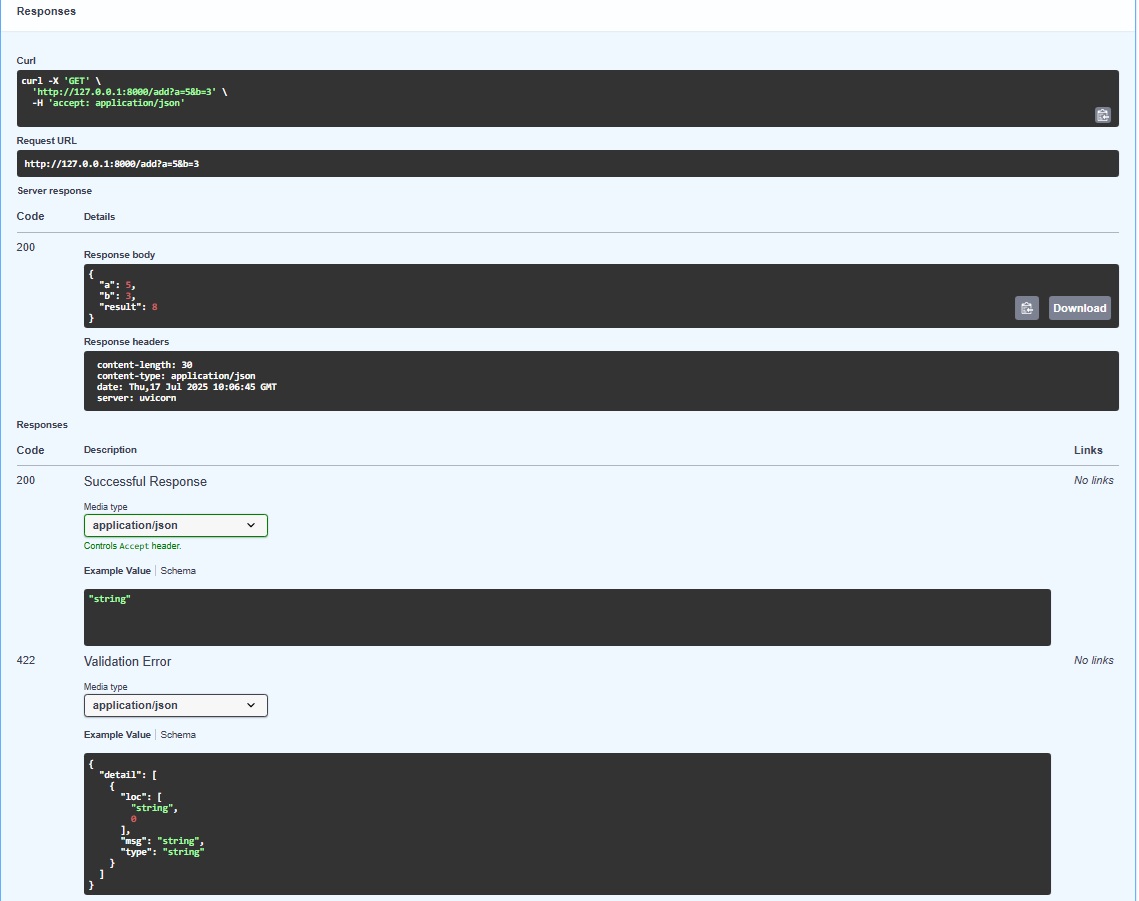 Responses
Curl
curl -X 'GET' \
  'http://127.0.0.1:8000/add?a=5&b=3' \
  -H 'accept: application/json'
Request URL
http://127.0.0.1:8000/add?a=5&b=3
Server response
Code Details
200
Response body
{
  "a": 5,
  "b": 3,
  "result": 8
}
Download
Response headers
content-length: 30
content-type: application/json
date: Thu,17 Jul 2025 10:06:45 GMT
server: uvicorn
Responses
Code Description Links
200 Successful Response No links
Media type
application/json
Controls Accept header.
Example Value | Schema
"string"
422 Validation Error No links
Media type
application/json
Example Value | Schema
{
  "detail": [
    {
      "loc": [
        "string",
        0
      ],
      "msg": "string",
      "type": "string"
    }
  ]
}